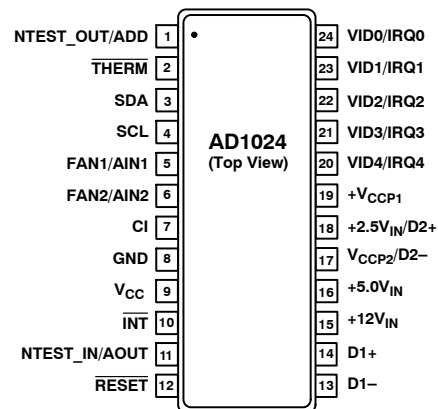 NTEST_OUT/ADD 1
THERM 2
SDA 3
SCL 4
FAN1/AIN1 5
FAN2/AIN2 6
CI 7
GND 8
VCC 9
INT 10
NTEST_IN/AOUT 11
RESET 12
AD1024
(Top View)
24 VID0/IRQ0
23 VID1/IRQ1
22 VID2/IRQ2
21 VID3/IRQ3
20 VID4/IRQ4
19 +VCCP1
18 +2.5VIN/D2+
17 VCCP2/D2–
16 +5.0VIN
15 +12VIN
14 D1+
13 D1–